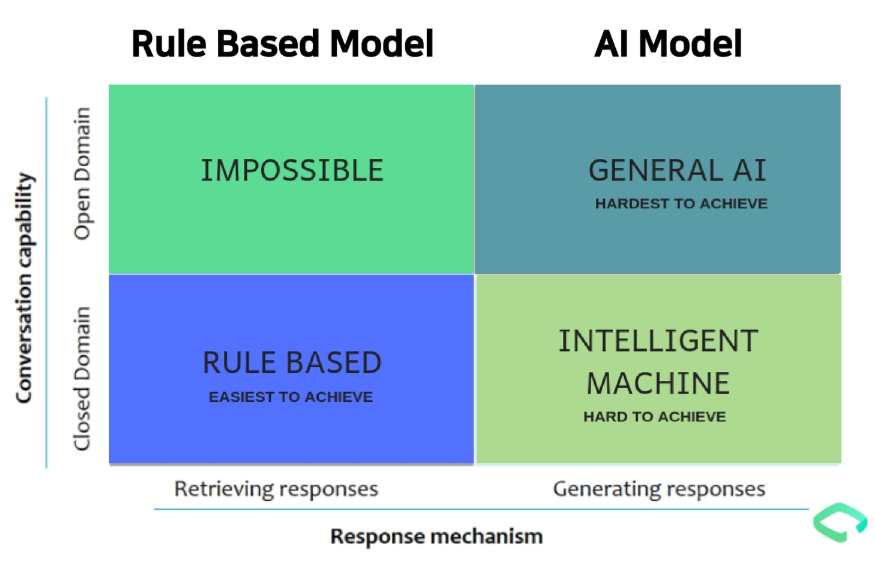 Rule Based Model
AI Model
Conversation capability
Open Domain
IMPOSSIBLE
GENERAL AI
HARDEST TO ACHIEVE
Closed Domain
RULE BASED
EASIEST TO ACHIEVE
INTELLIGENT
MACHINE
HARD TO ACHIEVE
Retrieving responses
Generating responses
Response mechanism